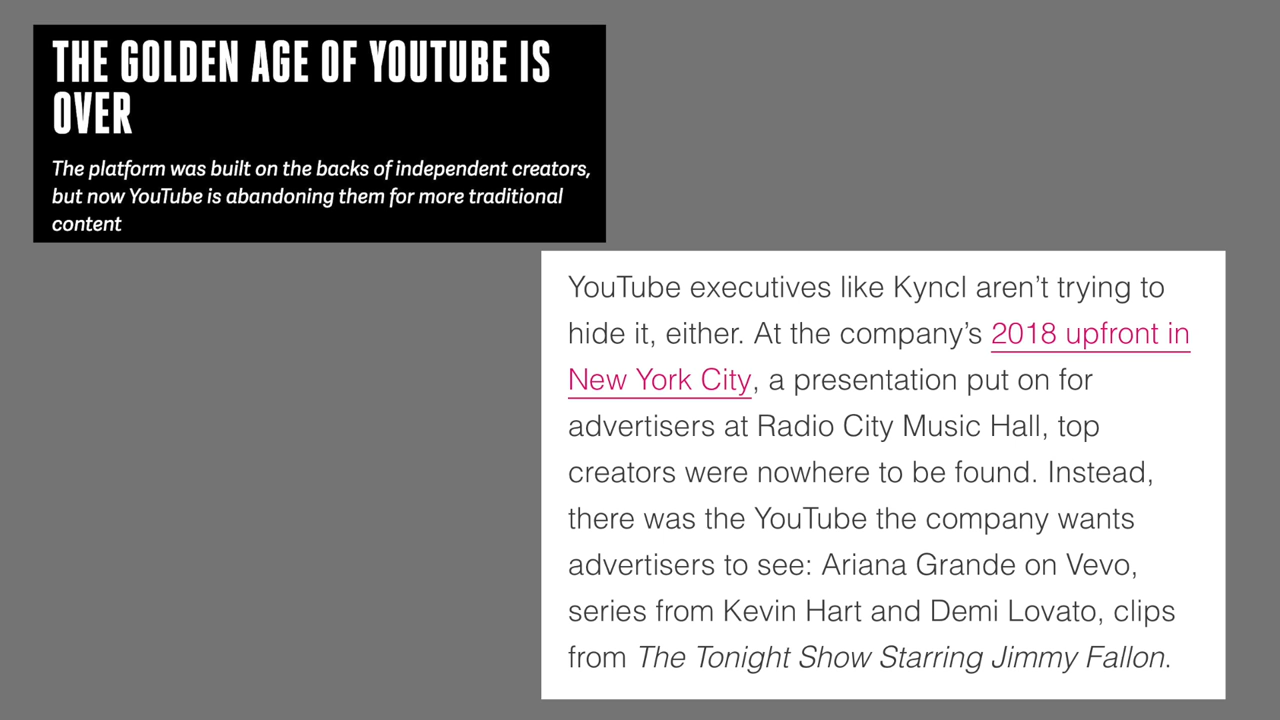 THE GOLDEN AGE OF YOUTUBE IS
OVER
The platform was built on the backs of independent creators,
but now YouTube is abandoning them for more traditional
content
YouTube executives like Kyncl aren’t trying to
hide it, either. At the company’s 2018 upfront in
New York City, a presentation put on for
advertisers at Radio City Music Hall, top
creators were nowhere to be found. Instead,
there was the YouTube the company wants
advertisers to see: Ariana Grande on Vevo,
series from Kevin Hart and Demi Lovato, clips
from The Tonight Show Starring Jimmy Fallon.